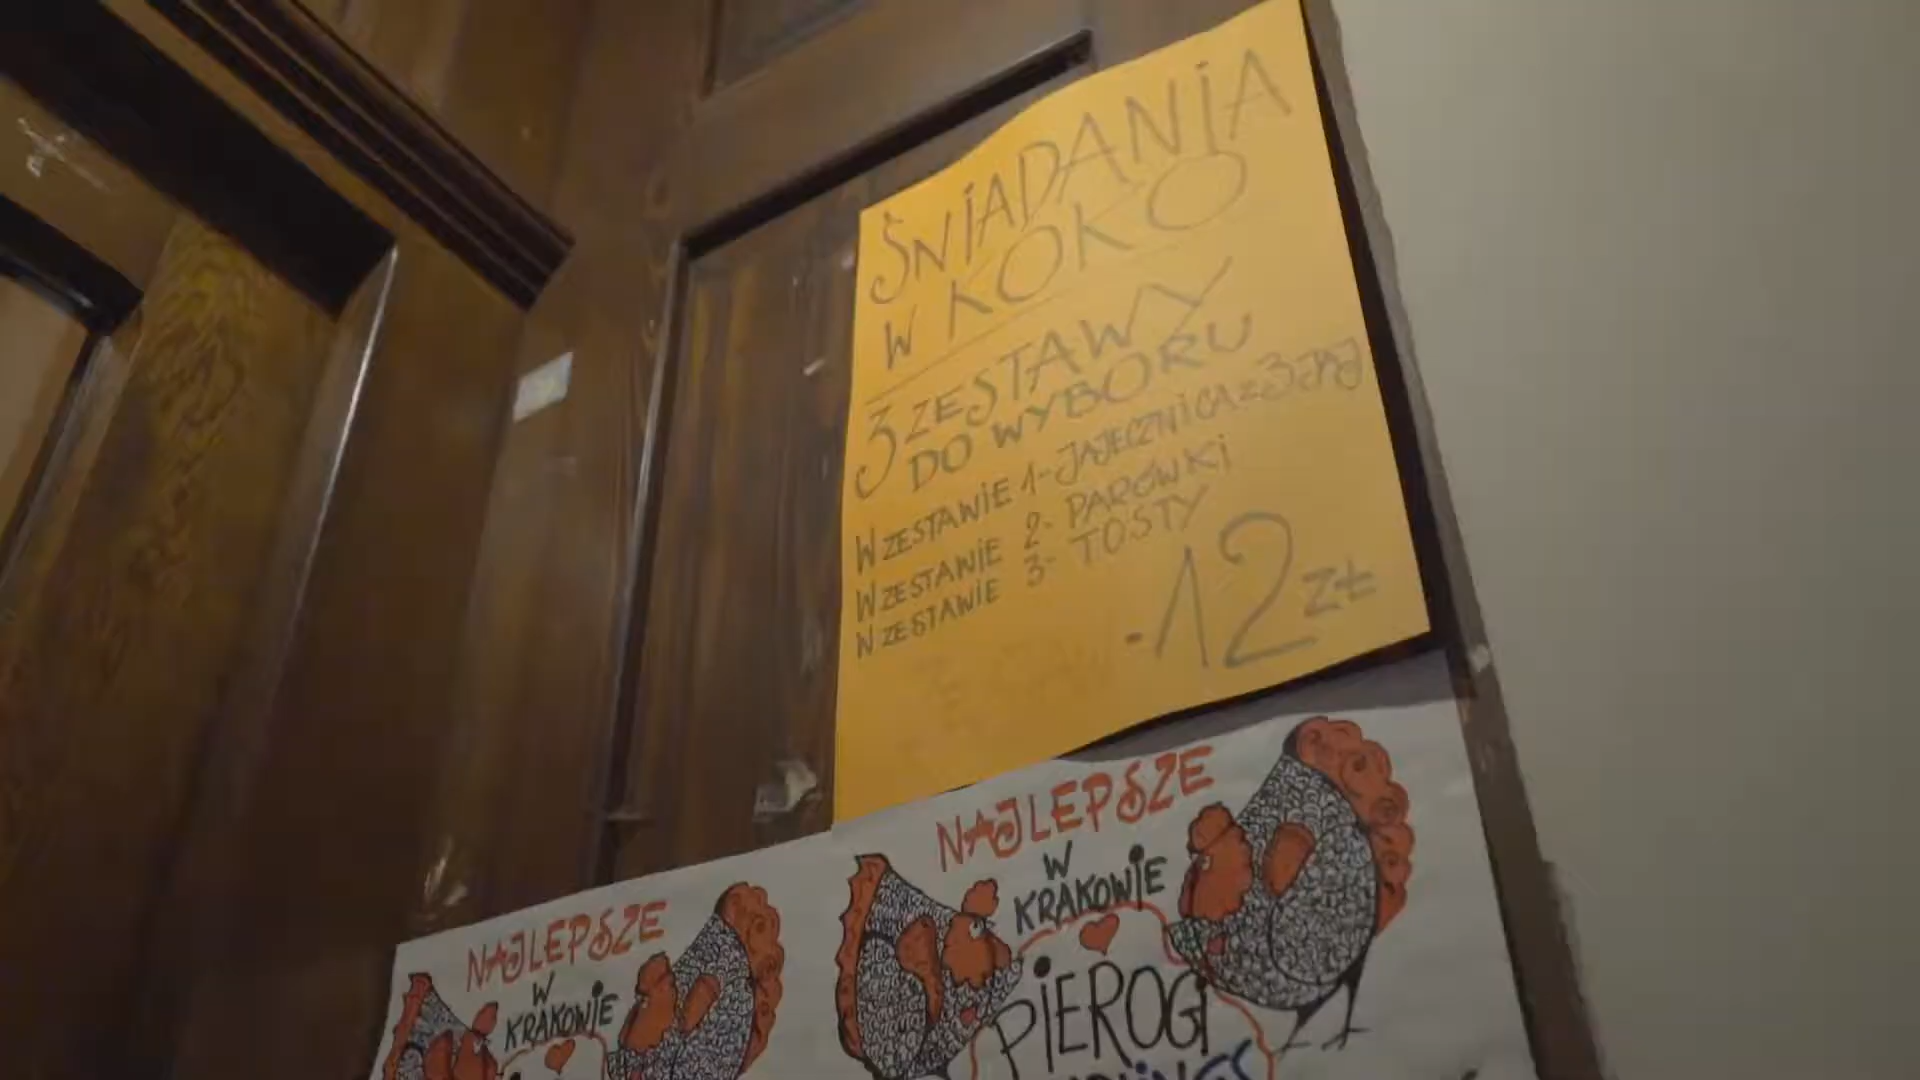 ŚNIADANIA
W KOKO
3 ZESTAWY
DO WYBORU
W ZESTAWIE 1- JAJECZNICA Z 3 JAJ
W ZESTAWIE 2- PARÓWKI
W ZESTAWIE 3- TOSTY
-12 ZŁ
NAJLEPSZE
W
KRAKOWIE
PIEROGI
NAJLEPSZE
W
KRAKOWIE